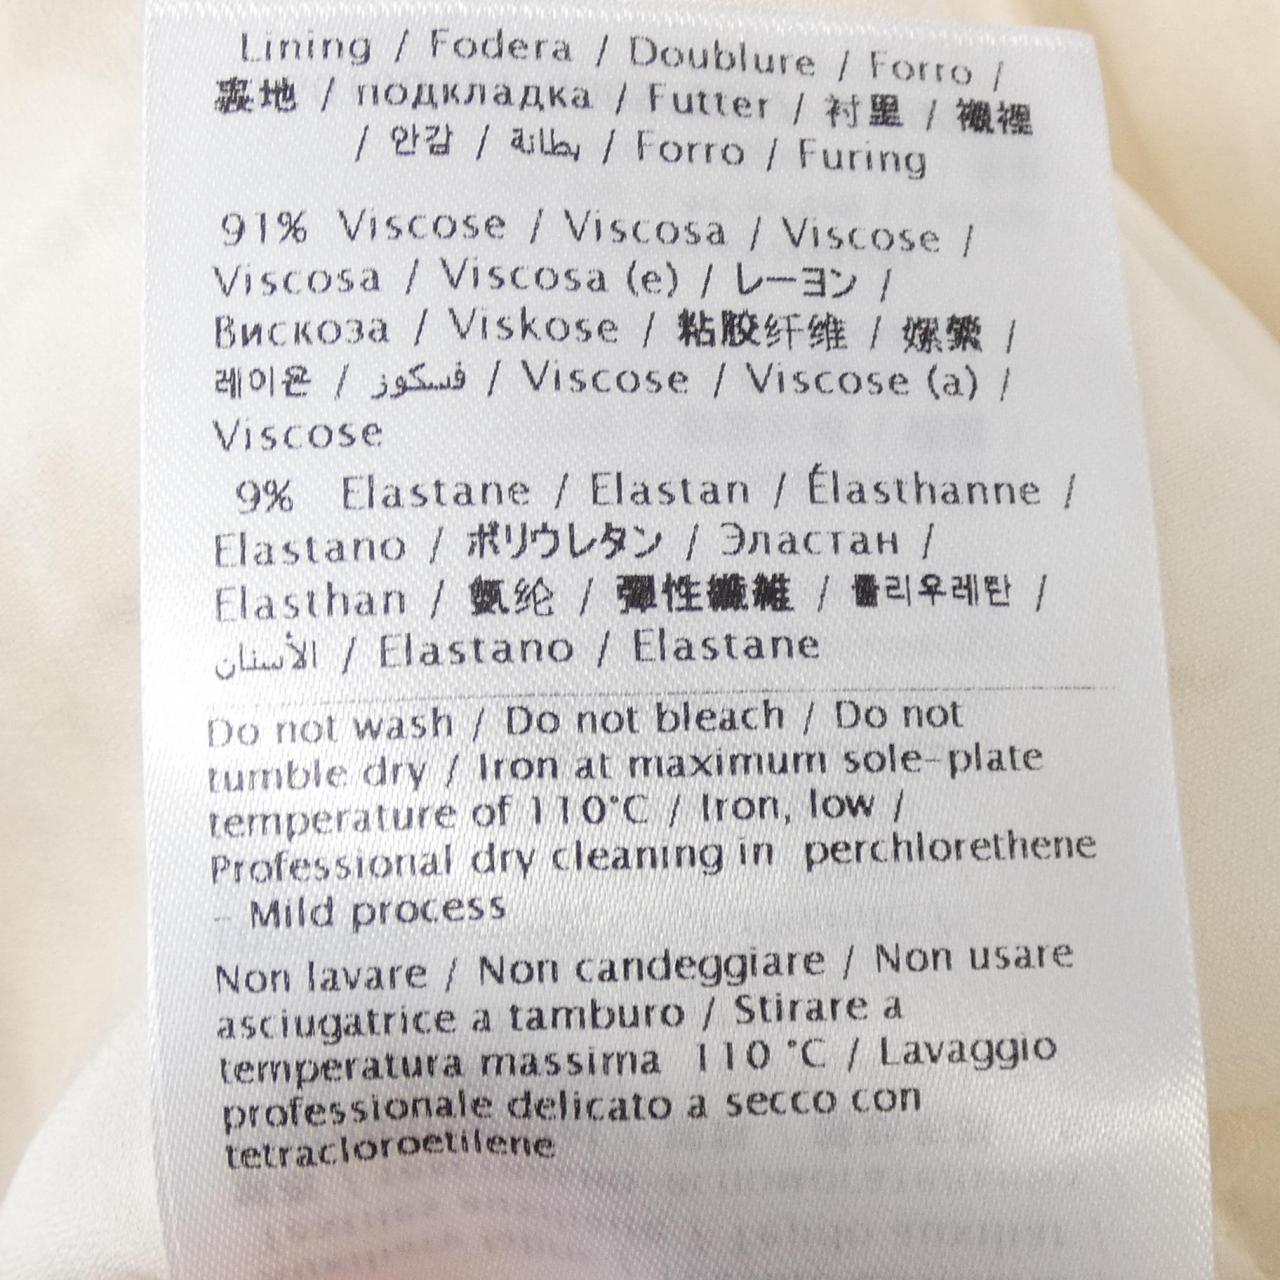 Lining / Fodera / Doublure / Forro /
裏地 / подкладка / Futter / 衬里 / 襯裡
/ 안감 / بطانة / Forro / Furing
91% Viscose / Viscosa / Viscose /
Viscosa / Viscosa (e) / レーヨン /
Вискоза / Viskose / 粘胶纤维 / 嫘縈 /
레이온 / فسكوز / Viscose / Viscose (a) /
Viscose
9% Elastane / Elastan / Élasthanne /
Elastano / ポリウレタン / Эластан /
Elasthan / 氨纶 / 彈性纖維 / 폴리우레탄 /
الأستان / Elastano / Elastane
Do not wash / Do not bleach / Do not
tumble dry / Iron at maximum sole-plate
temperature of 110°C / Iron, low /
Professional dry cleaning in perchlorethene
- Mild process
Non lavare / Non candeggiare / Non usare
asciugatrice a tamburo / Stirare a
temperatura massima 110 °C / Lavaggio
professionale delicato a secco con
tetracloroetilene